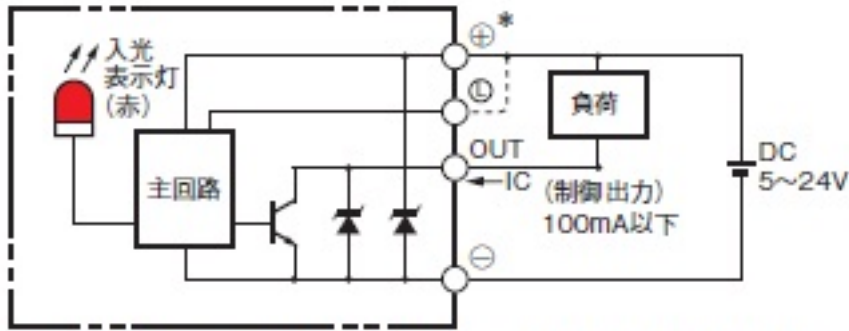 入光
表示灯
(赤)
主回路
⊕*
Ⓛ
OUT
IC
⊖
負荷
(制御出力)
100mA以下
DC
5～24V